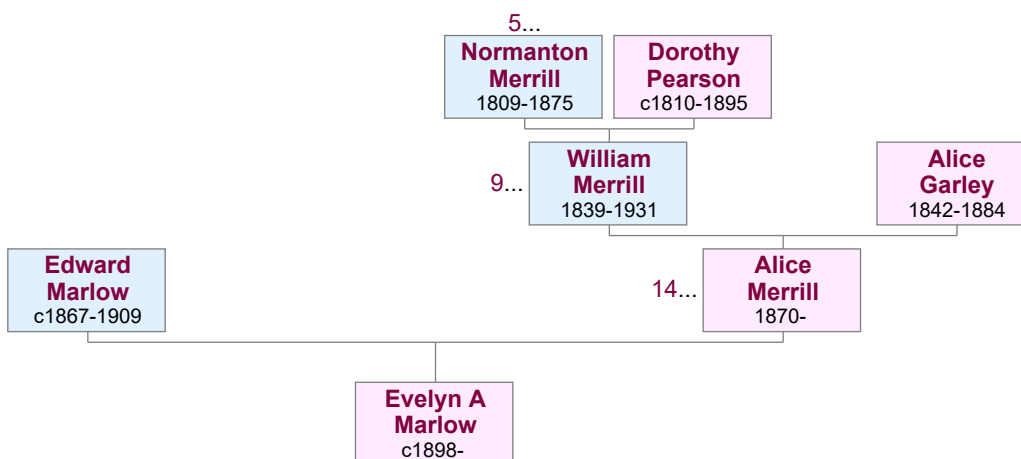 5...
Normanton
Merrill
1809-1875
Dorothy
Pearson
c1810-1895
9...
William
Merrill
1839-1931
Alice
Garley
1842-1884
Edward
Marlow
c1867-1909
14...
Alice
Merrill
1870-
Evelyn A
Marlow
c1898-